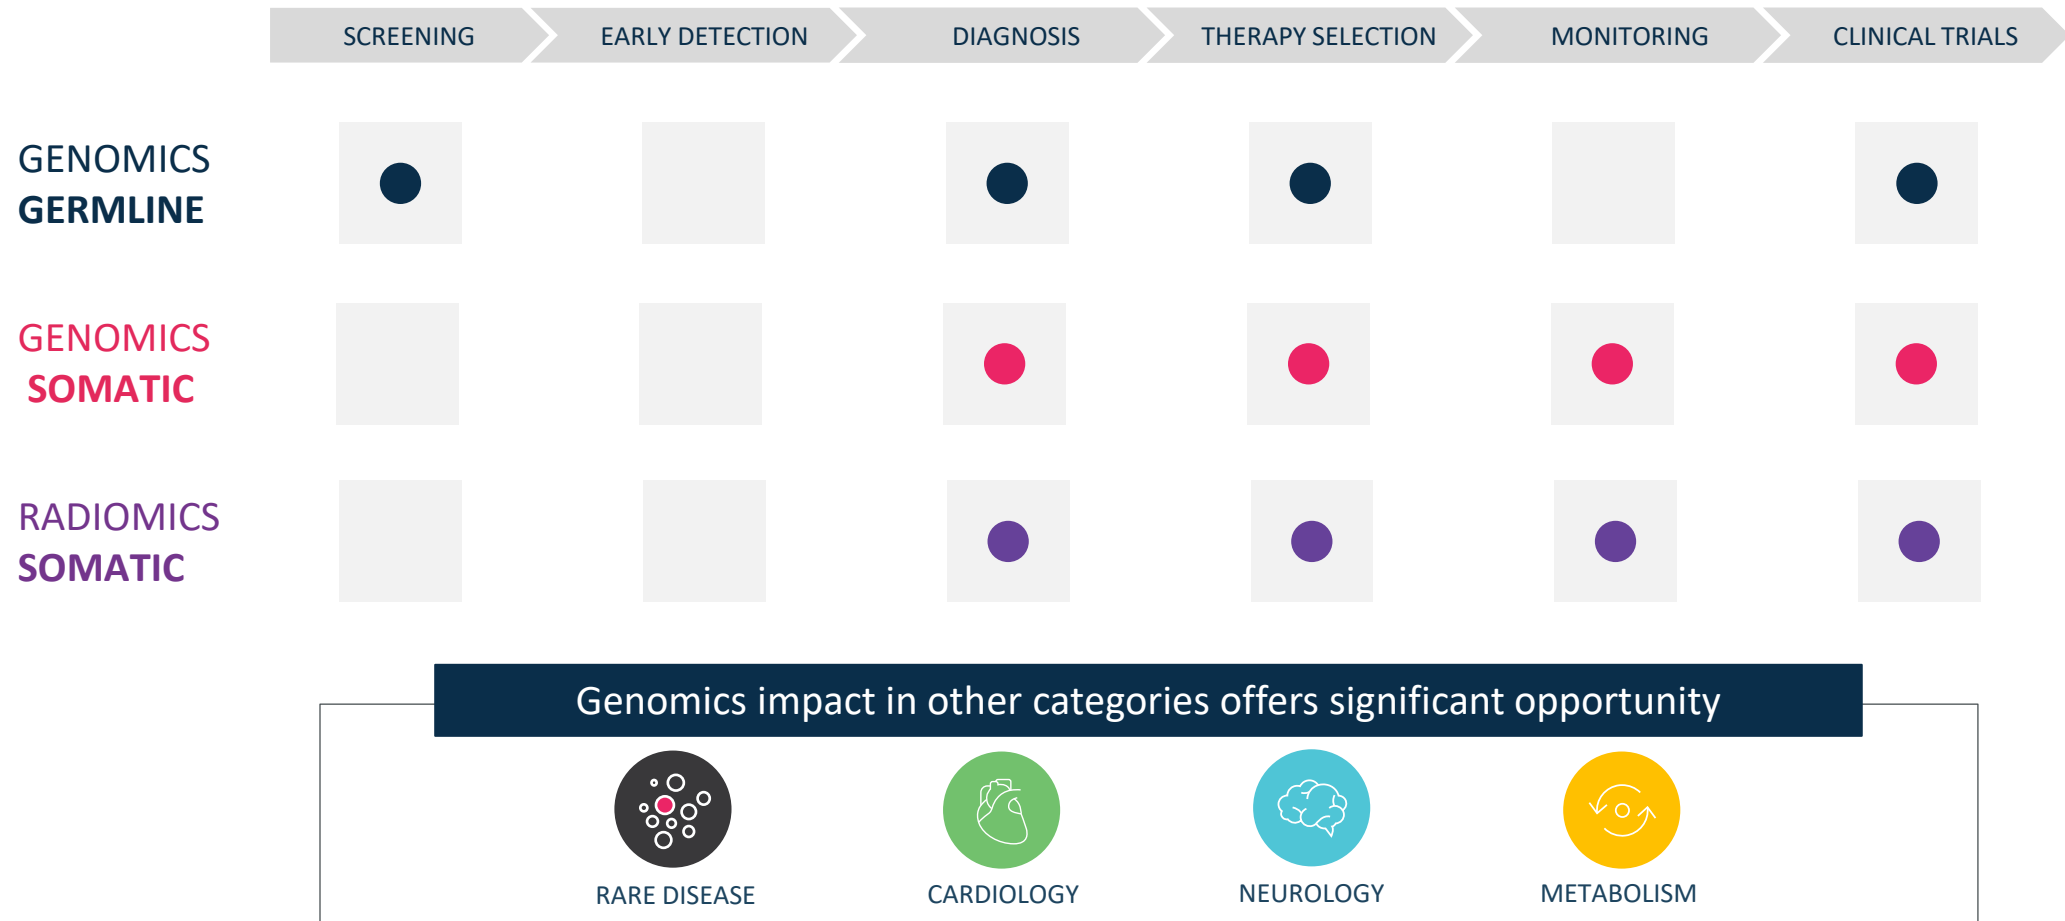 SCREENING
EARLY DETECTION
DIAGNOSIS
THERAPY SELECTION
MONITORING
CLINICAL TRIALS
GENOMICS
GERMLINE
GENOMICS
SOMATIC
RADIOMICS
SOMATIC
Genomics impact in other categories offers significant opportunity
RARE DISEASE
CARDIOLOGY
NEUROLOGY
METABOLISM